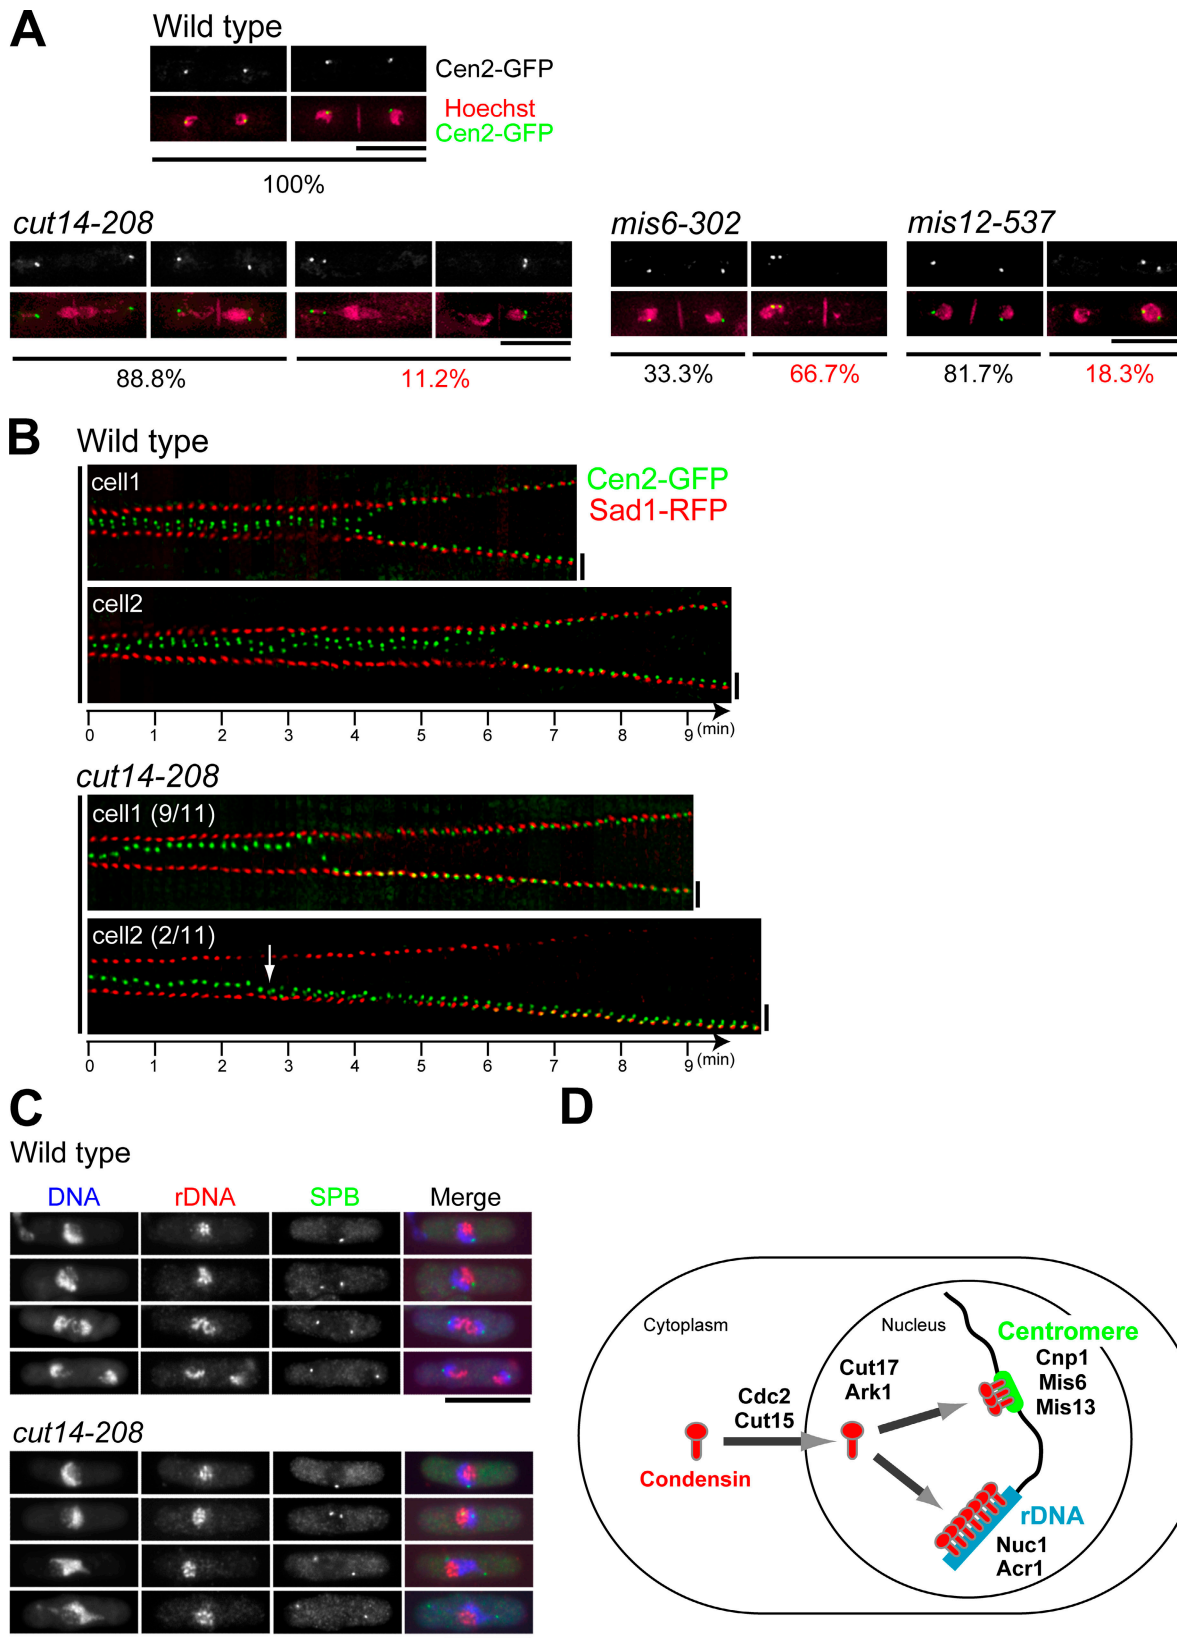 A
Wild type
Cen2-GFP
Hoechst
Cen2-GFP
100%
cut14-208
mis6-302
mis12-537
88.8%
11.2%
33.3%
66.7%
81.7%
18.3%
B
Wild type
cell1
Cen2-GFP
Sad1-RFP
cell2
0 1 2 3 4 5 6 7 8 9 (min)
cut14-208
cell1 (9/11)
cell2 (2/11)
0 1 2 3 4 5 6 7 8 9 (min)
C
Wild type
DNA rDNA SPB Merge
cut14-208
D
Cytoplasm
Nucleus
Centromere
Cnp1
Mis6
Mis13
Cut17
Ark1
Cdc2
Cut15
Condensin
rDNA
Nuc1
Acr1